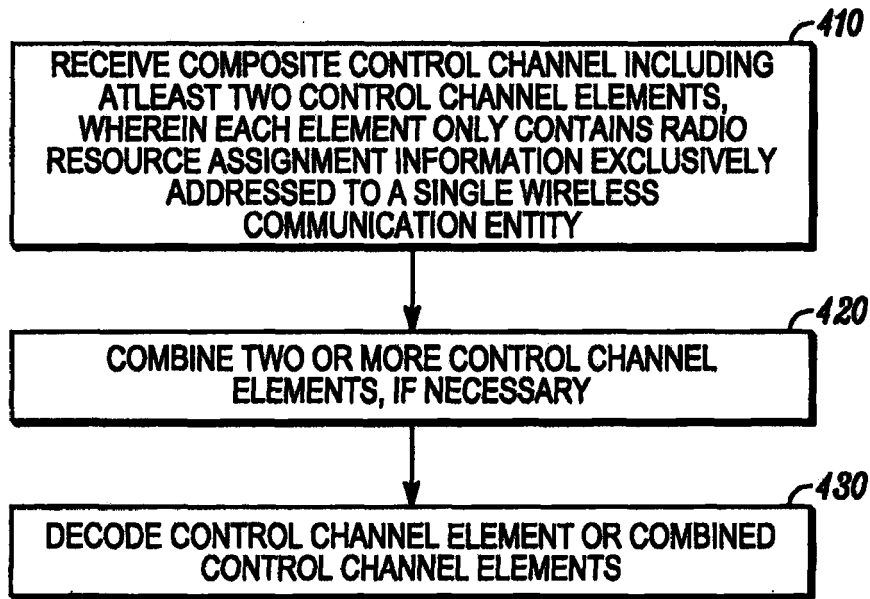 410
RECEIVE COMPOSITE CONTROL CHANNEL INCLUDING
ATLEAST TWO CONTROL CHANNEL ELEMENTS,
WHEREIN EACH ELEMENT ONLY CONTAINS RADIO
RESOURCE ASSIGNMENT INFORMATION EXCLUSIVELY
ADDRESSED TO A SINGLE WIRELESS
COMMUNICATION ENTITY
420
COMBINE TWO OR MORE CONTROL CHANNEL
ELEMENTS, IF NECESSARY
430
DECODE CONTROL CHANNEL ELEMENT OR COMBINED
CONTROL CHANNEL ELEMENTS